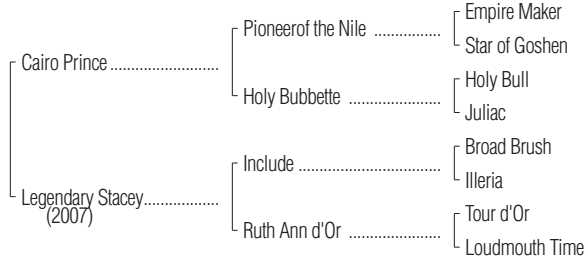 Empire Maker
Pioneerof the Nile ..................
Star of Goshen
Cairo Prince ........................
Holy Bull
Holy Bubbette .....................
Juliac
Broad Brush
Include ................................
Illeria
Legendary Stacey................
(2007)
Tour d'Or
Ruth Ann d'Or .....................
Loudmouth Time